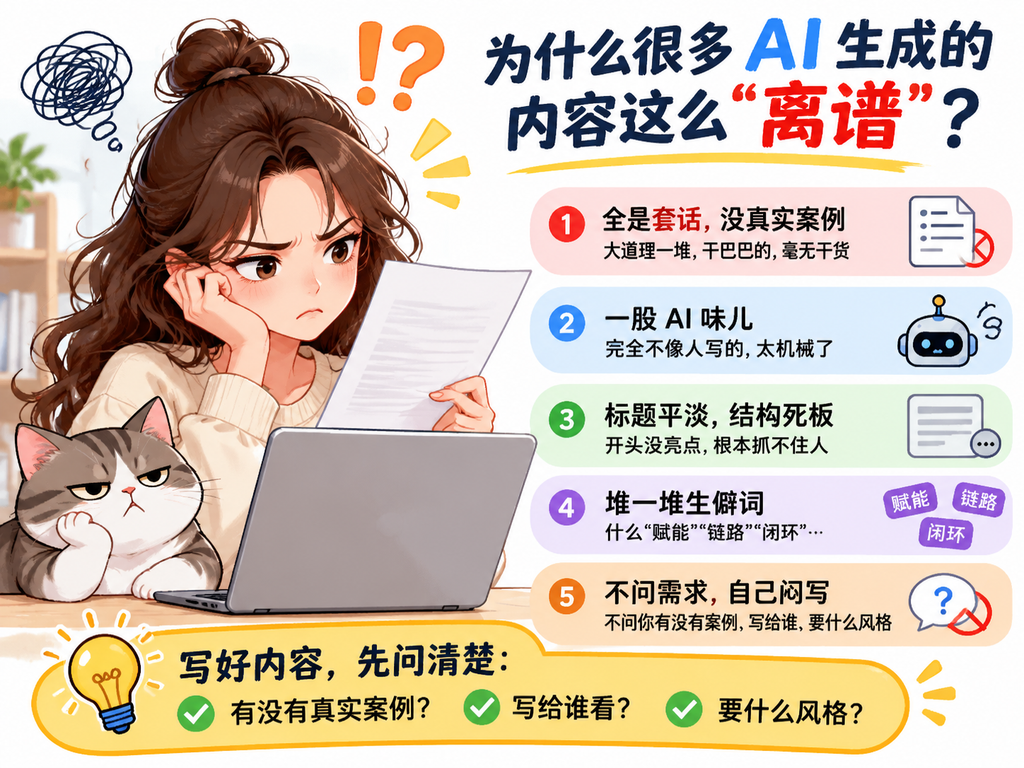 !?
为什么很多 AI 生成的
内容这么“离谱”?
1 全是套话, 没真实案例
大道理一堆, 干巴巴的, 毫无干货
2 一股 AI 味儿
完全不像人写的, 太机械了
3 标题平淡, 结构死板
开头没亮点, 根本抓不住人
4 堆一堆生僻词
什么“赋能”“链路”“闭环”…
赋能 链路
闭环
5 不问需求, 自己闷写
不问你有没有案例, 写给谁, 要什么风格
?
写好内容, 先问清楚:
有没有真实案例? 写给谁看? 要什么风格?